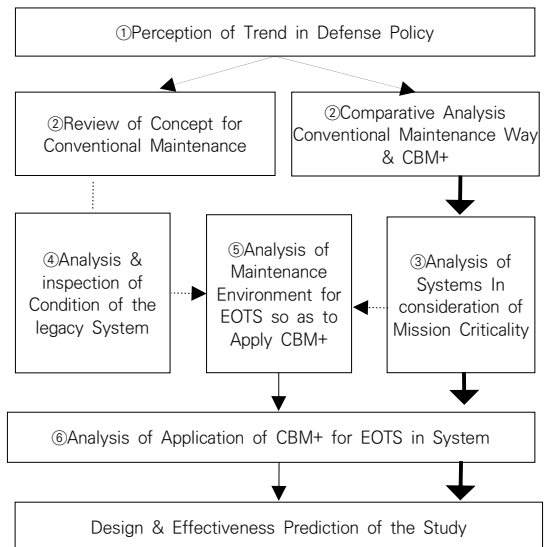 ①Perception of Trend in Defense Policy
②Review of Concept for
Conventional Maintenance
②Comparative Analysis
Conventional Maintenance Way
& CBM+
④Analysis &
inspection of
Condition of the
legacy System
⑤Analysis of
Maintenance
Environment for
EOTS so as to
Apply CBM+
③Analysis of
Systems In
consideration of
Mission Criticality
⑥Analysis of Application of CBM+ for EOTS in System
Design & Effectiveness Prediction of the Study